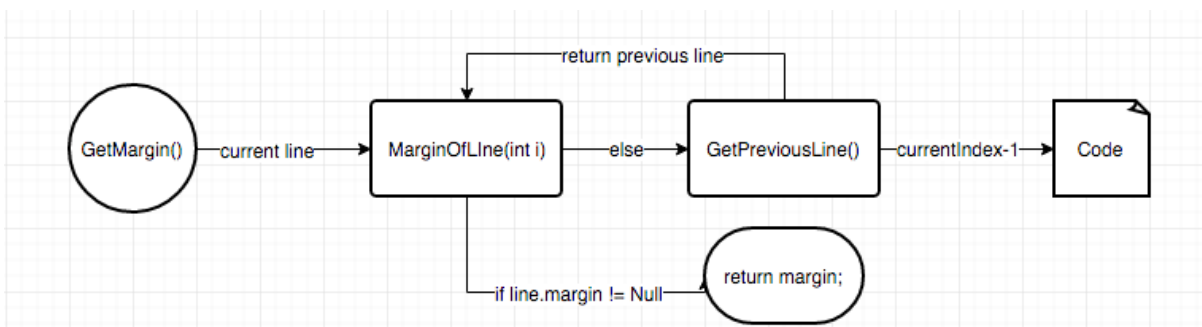 return previous line
GetMargin()
current line
MarginOfLIne(int i)
else
GetPreviousLine()
currentIndex-1
Code
if line.margin != Null
return margin;